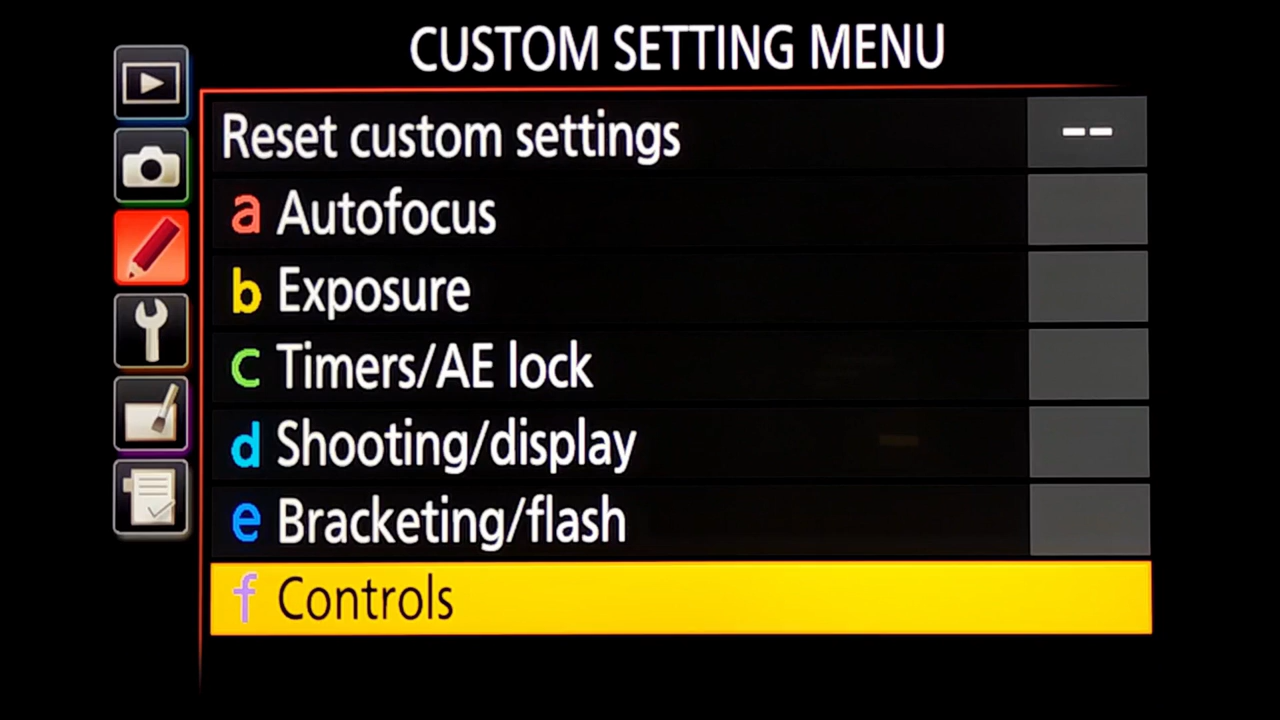 CUSTOM SETTING MENU
Reset custom settings --
a Autofocus
b Exposure
c Timers/AE lock
d Shooting/display
e Bracketing/flash
f Controls